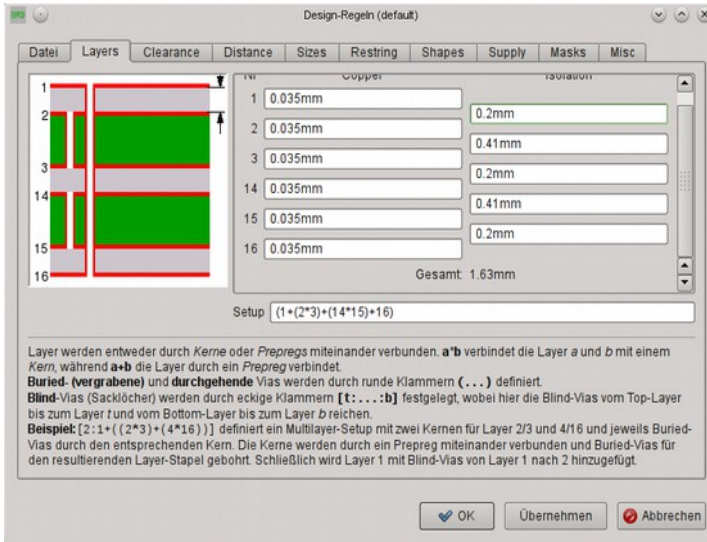 Design-Regeln (default)
Datei Layers Clearance Distance Sizes Restring Shapes Supply Masks Misc
Nr Copper Isolation
1 0.035mm
0.2mm
2 0.035mm
0.41mm
3 0.035mm
0.2mm
14 0.035mm
0.41mm
15 0.035mm
0.2mm
16 0.035mm
Gesamt: 1.63mm
1
2
3
14
15
16
Setup (1+(2*3)+(14*15)+16)
Layer werden entweder durch Kerne oder Prepregs miteinander verbunden. a*b verbindet die Layer a und b mit einem
Kern, während a+b die Layer durch ein Prepreg verbindet.
Buried- (vergrabene) und durchgehende Vias werden durch runde Klammern (...) definiert.
Blind-Vias (Sacklöcher) werden durch eckige Klammern [t:...:b] festgelegt, wobei hier die Blind-Vias vom Top-Layer
bis zum Layer t und vom Bottom-Layer bis zum Layer b reichen.
Beispiel: [2:1+((2*3)+(4*16))] definiert ein Multilayer-Setup mit zwei Kernen für Layer 2/3 und 4/16 und jeweils Buried-
Vias durch den entsprechenden Kern. Die Kerne werden durch ein Prepreg miteinander verbunden und Buried-Vias für
den resultierenden Layer-Stapel gebohrt. Schließlich wird Layer 1 mit Blind-Vias von Layer 1 nach 2 hinzugefügt.
OK Übernehmen Abbrechen